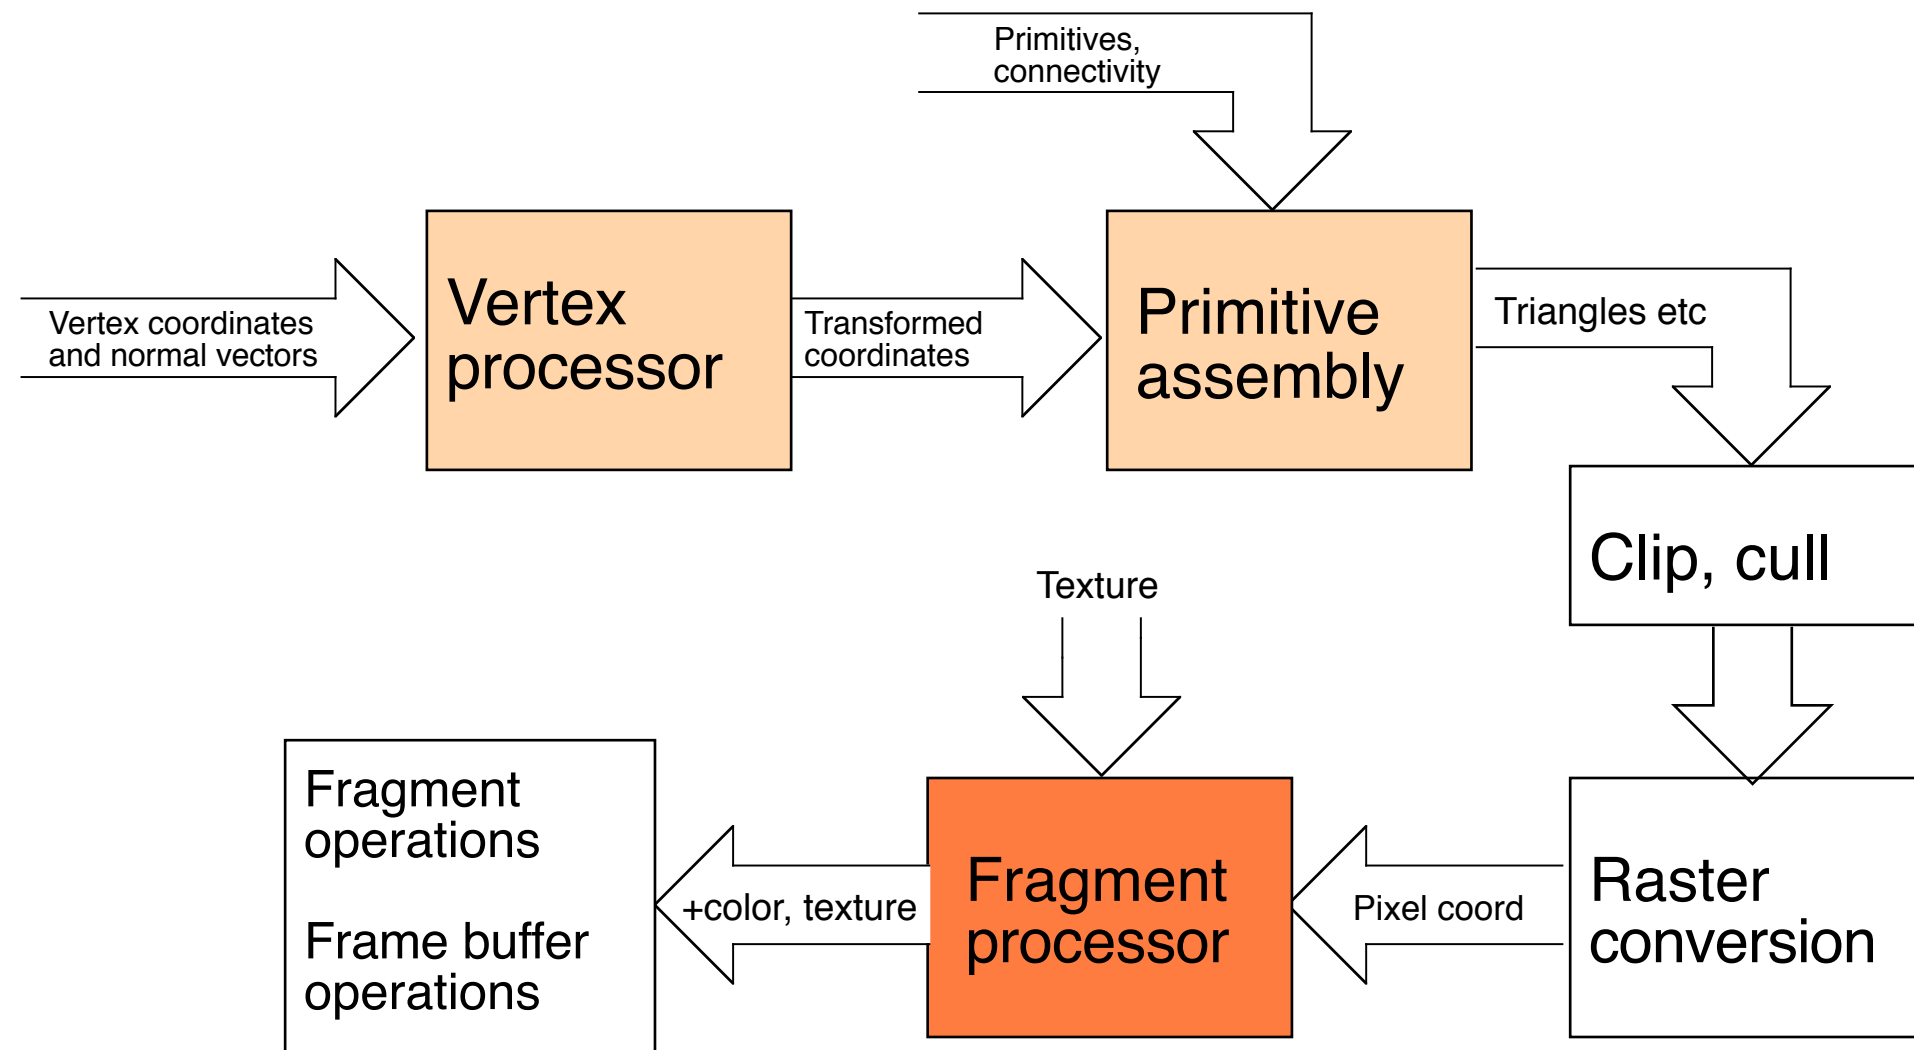 Primitives,
connectivity
Vertex coordinates
and normal vectors
Vertex
processor
Transformed
coordinates
Primitive
assembly
Triangles etc
Clip, cull
Texture
Raster
conversion
Pixel coord
Fragment
processor
+color, texture
Fragment
operations
Frame buffer
operations